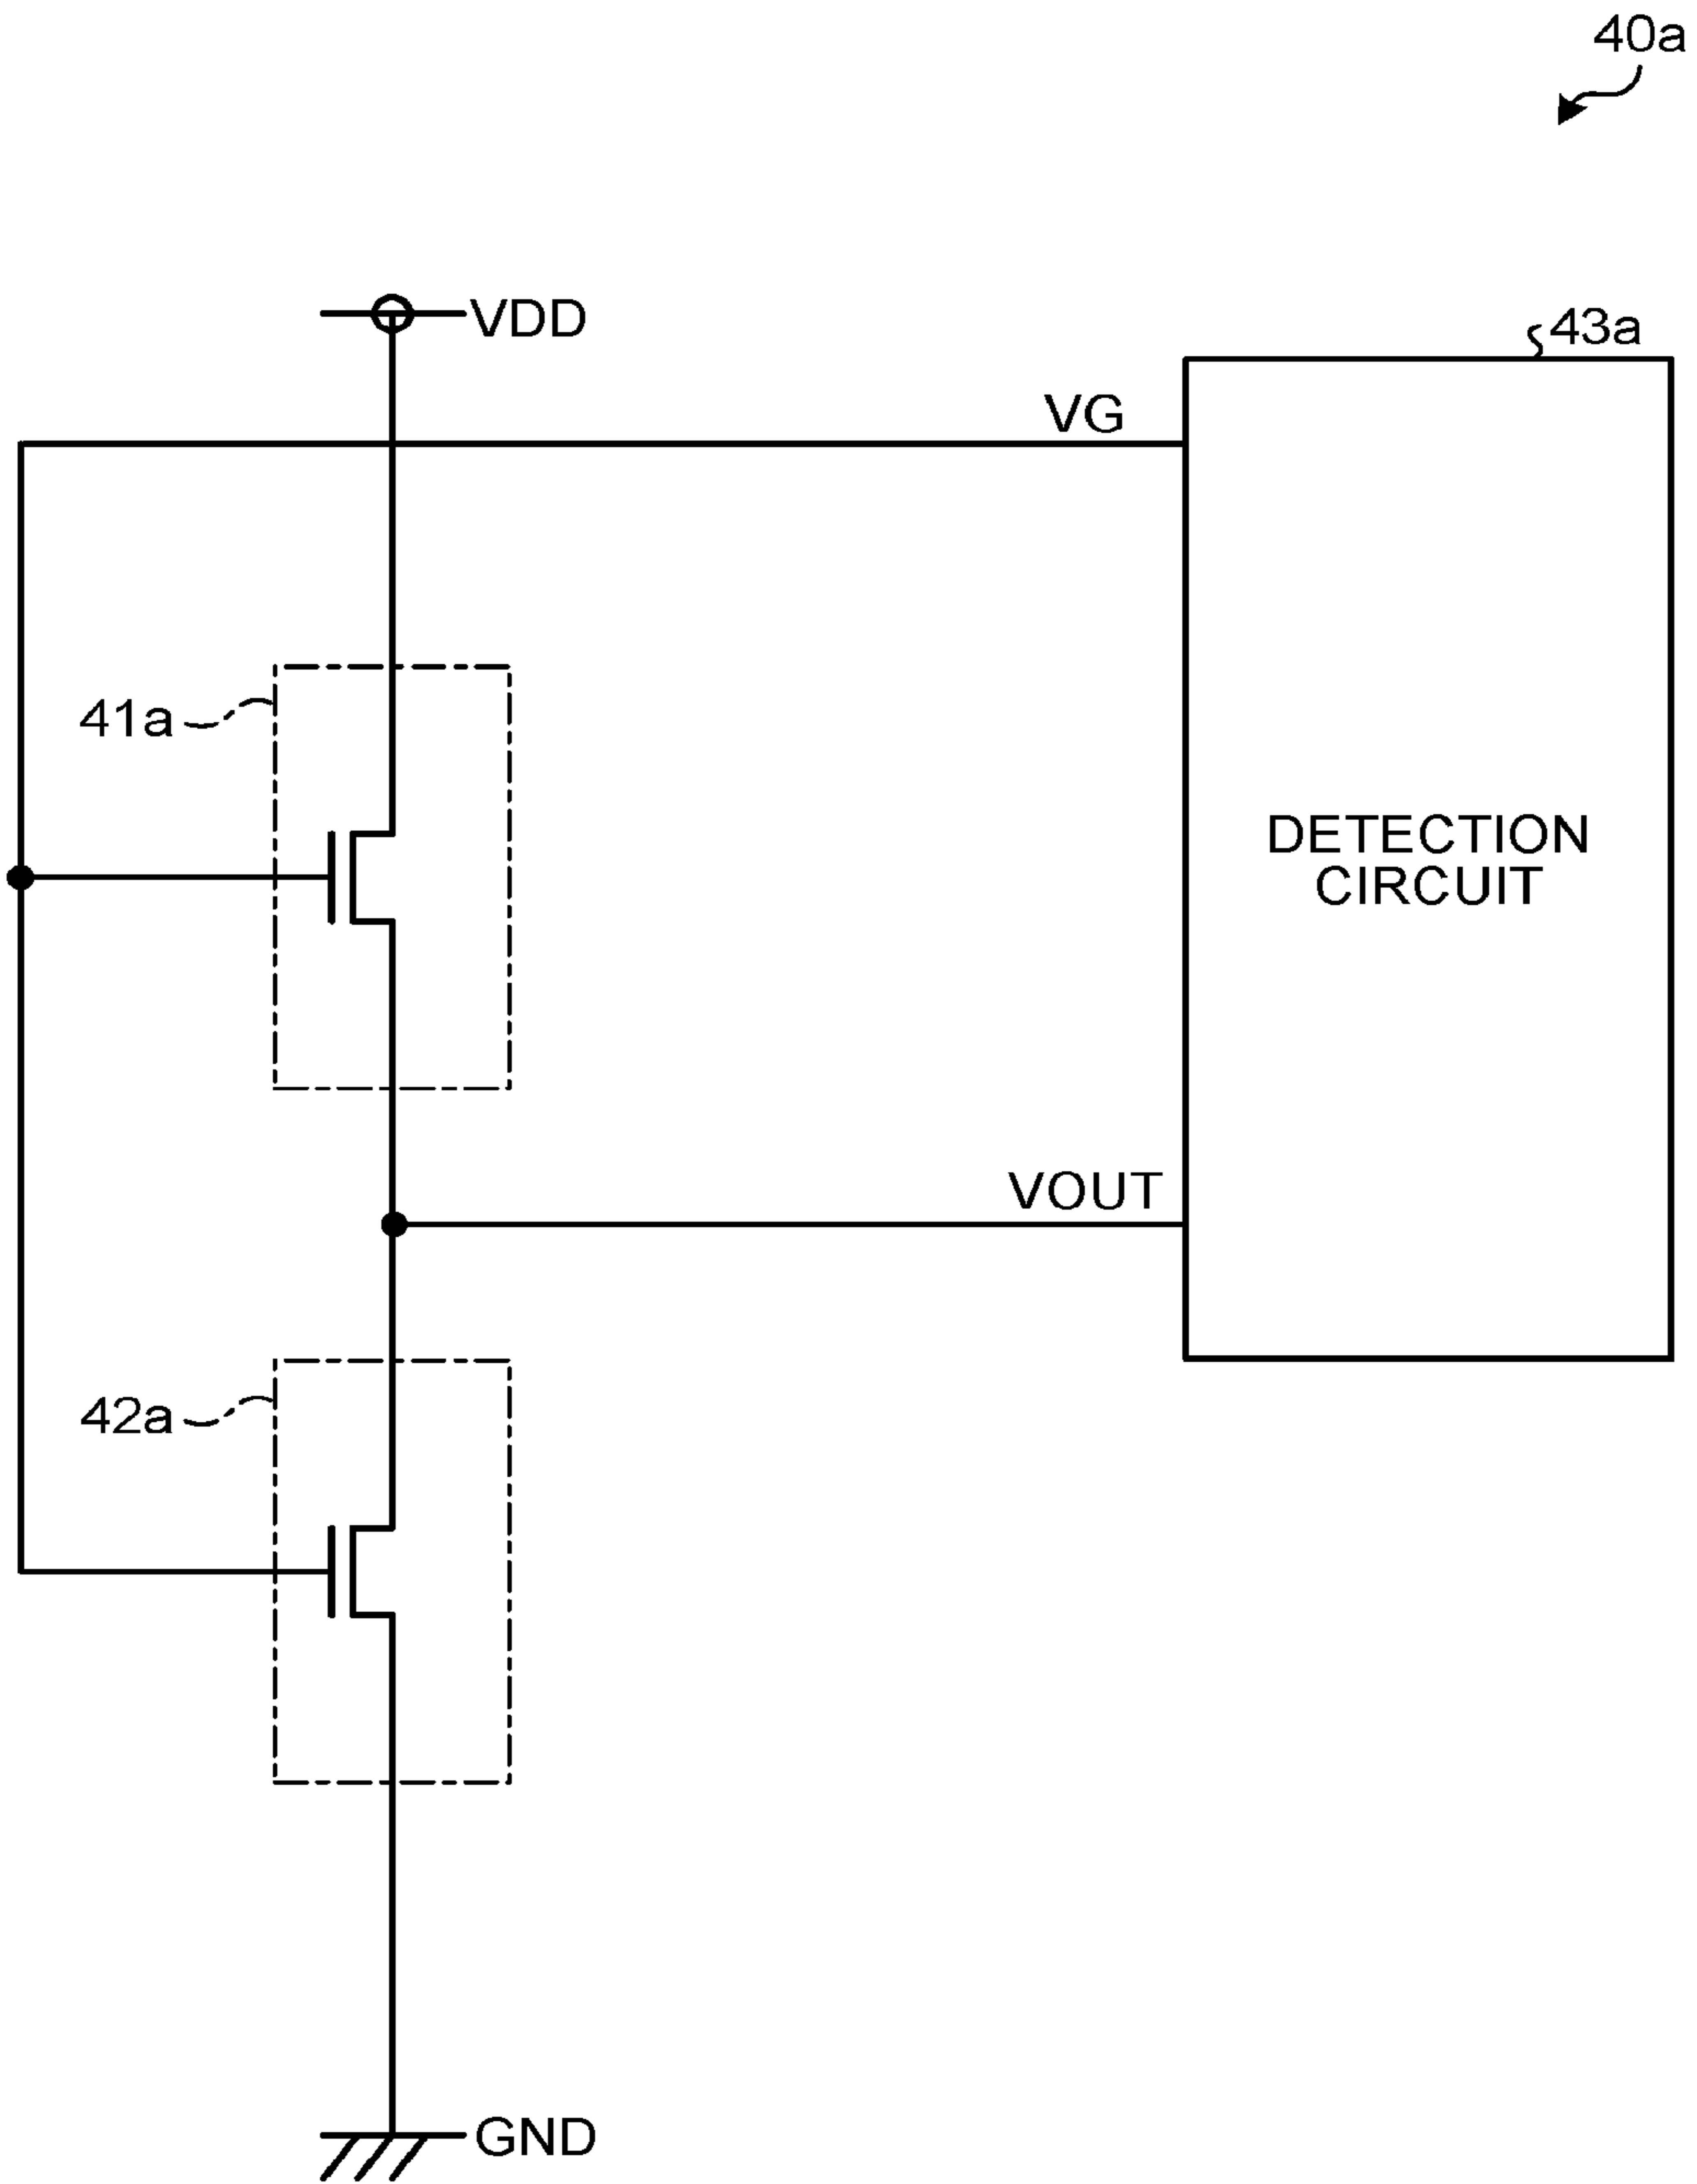 40a
VDD
43a
VG
41a
DETECTION
CIRCUIT
VOUT
42a
GND